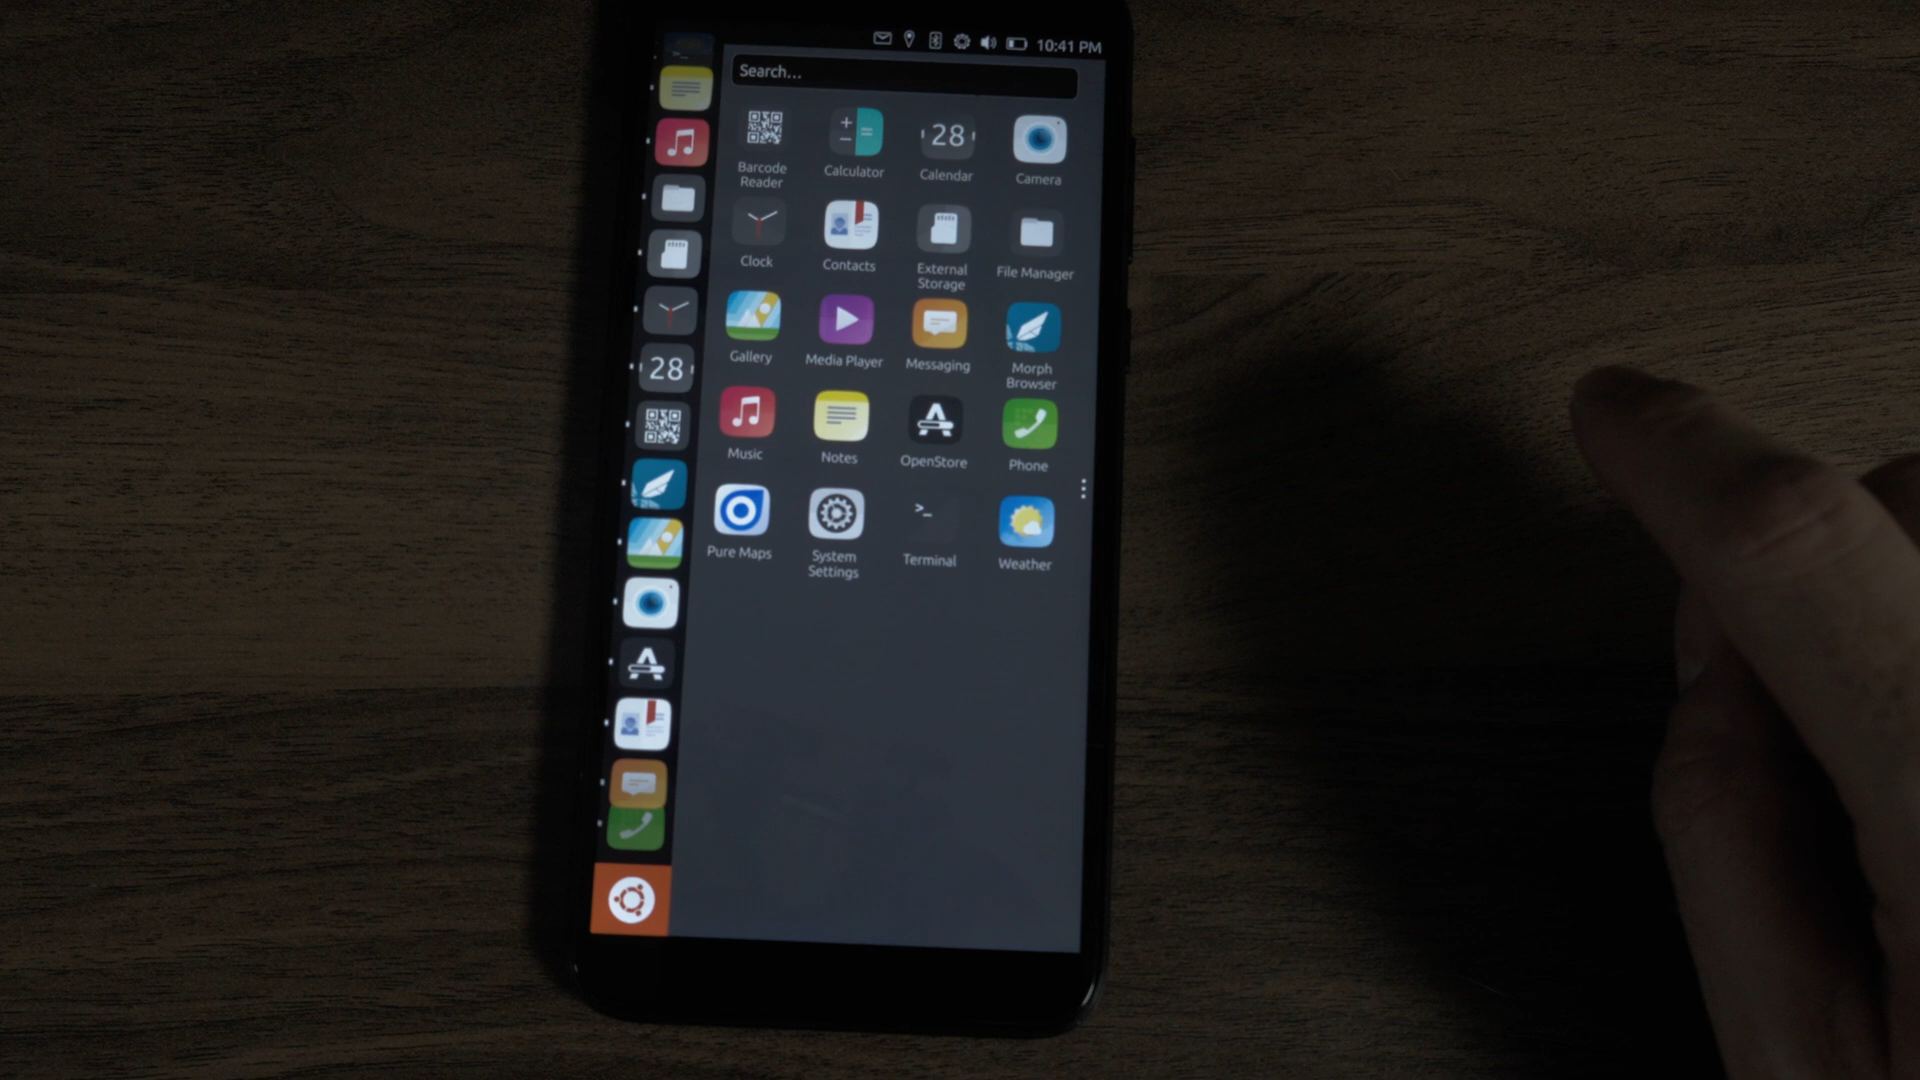 10:41 PM
Search...
28
Barcode
Reader
Calculator
Calendar
Camera
Clock
Contacts
External
Storage
File Manager
Gallery
Media Player
Messaging
Morph
Browser
28
Music
Notes
OpenStore
Phone
>_
Pure Maps
System
Settings
Terminal
Weather